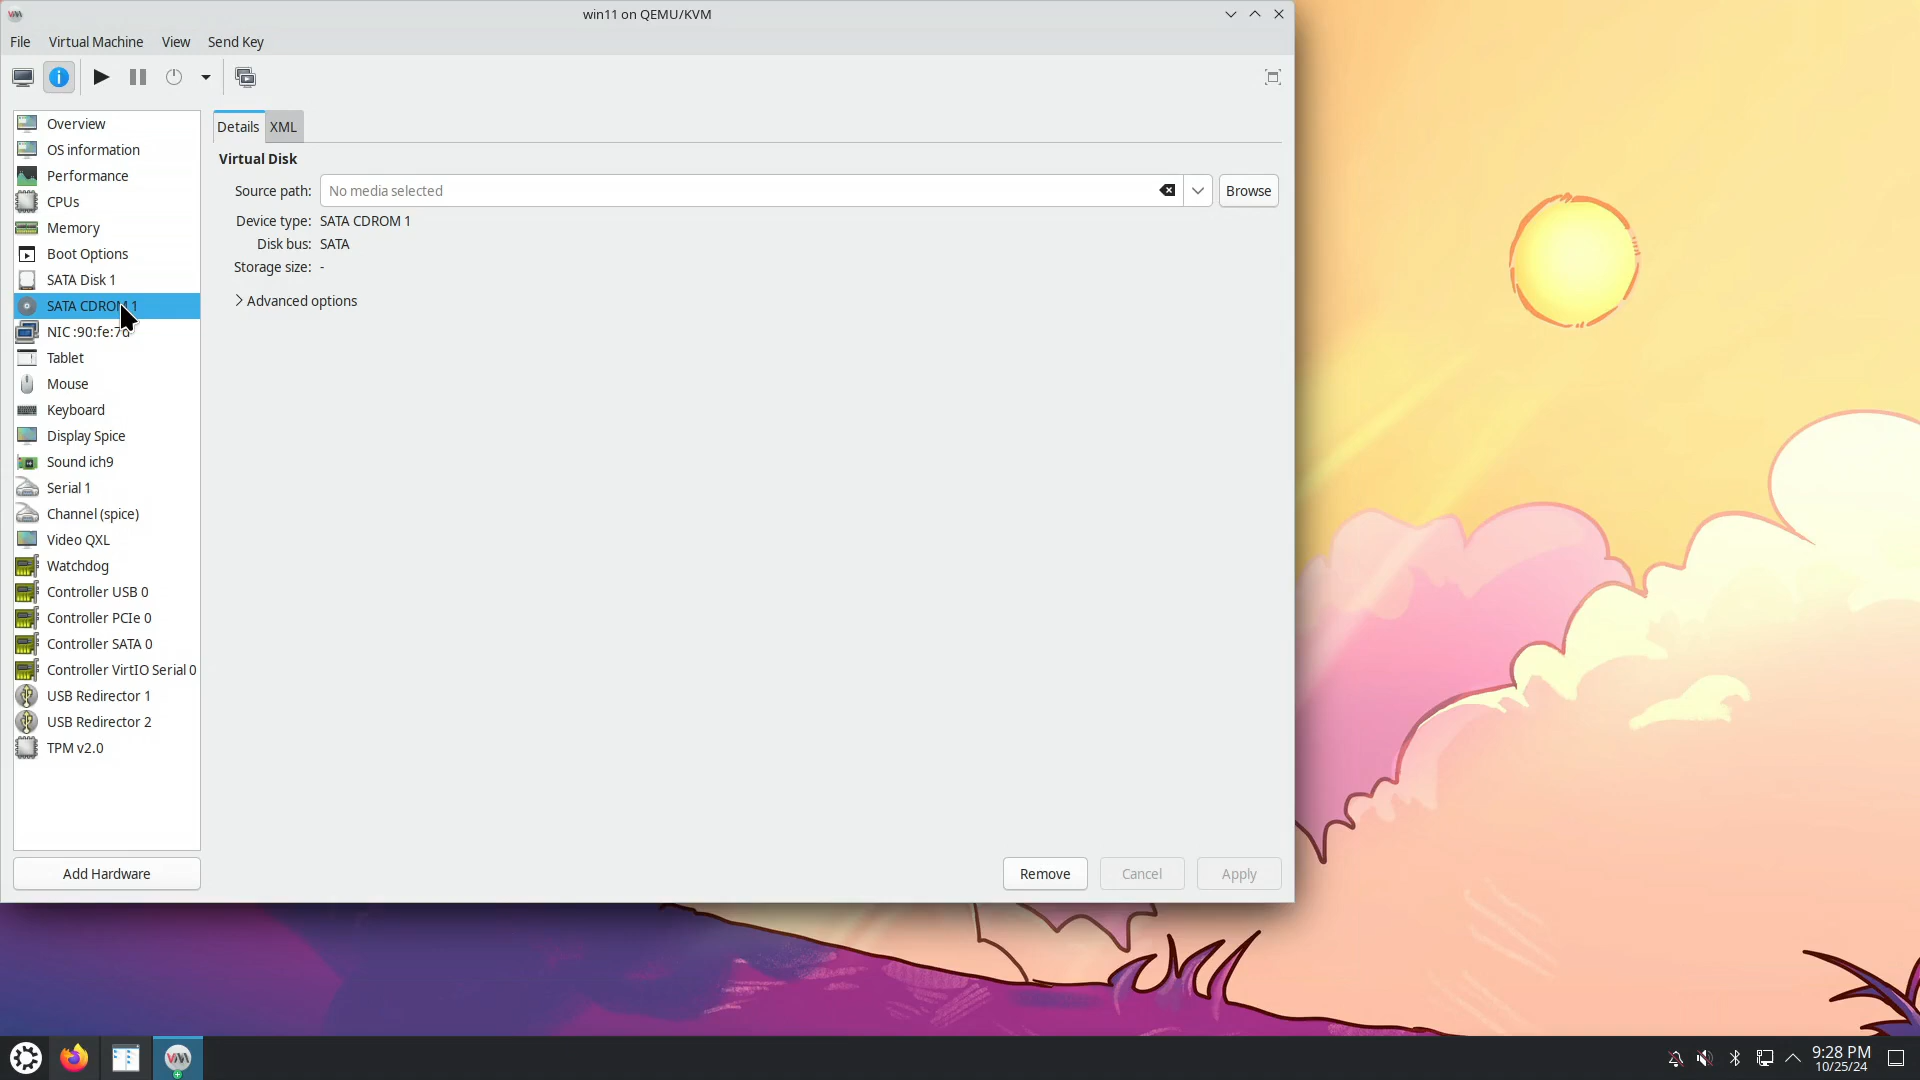 win11 on QEMU/KVM
File Virtual Machine View Send Key
Overview
OS information
Performance
CPUs
Memory
Boot Options
SATA Disk 1
SATA CDROM 1
NIC :90:fe:7d
Tablet
Mouse
Keyboard
Display Spice
Sound ich9
Serial 1
Channel (spice)
Video QXL
Watchdog
Controller USB 0
Controller PCIe 0
Controller SATA 0
Controller VirtIO Serial 0
USB Redirector 1
USB Redirector 2
TPM v2.0
Add Hardware
Details XML
Virtual Disk
Source path: No media selected Browse
Device type: SATA CDROM 1
Disk bus: SATA
Storage size: -
Advanced options
Remove Cancel Apply
9:28 PM
10/25/24